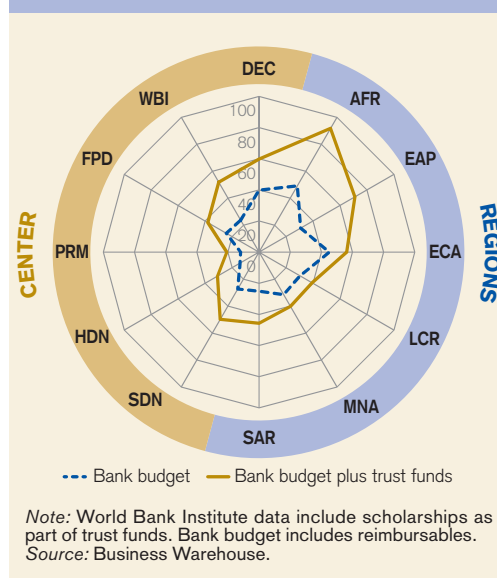 DEC
WBI
AFR
100
80
FPD
EAP
60
40
20
CENTER
PRM
0
ECA
REGIONS
HDN
LCR
SDN
MNA
SAR
Bank budget
Bank budget plus trust funds
Note: World Bank Institute data include scholarships as
part of trust funds. Bank budget includes reimbursables.
Source: Business Warehouse.